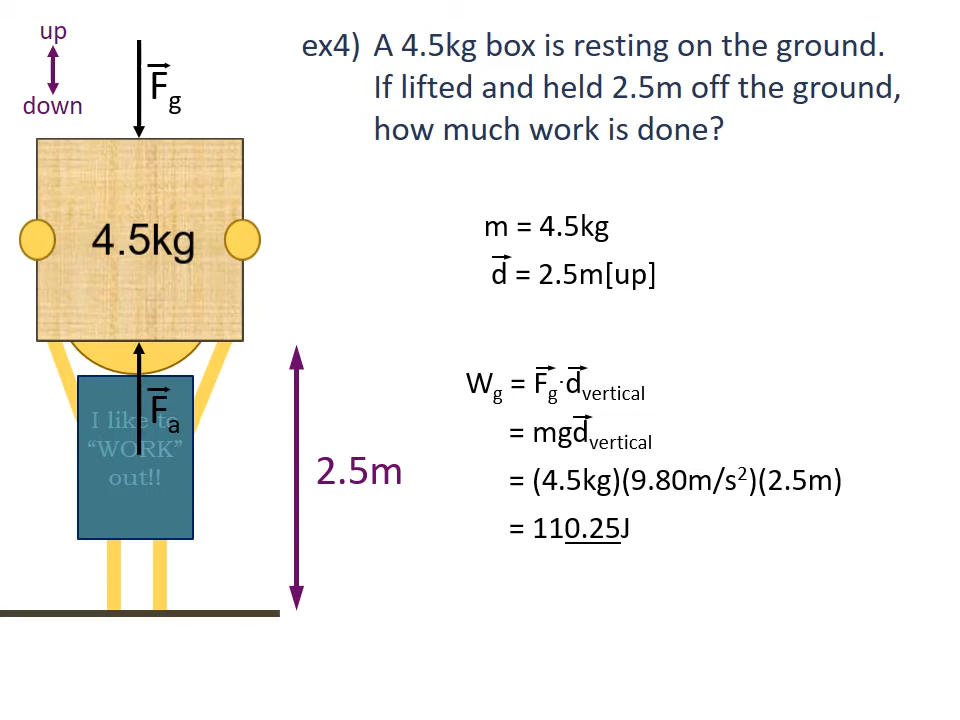 up
down
F⃗g
4.5kg
F⃗a
I like to
“WORK”
out!!
2.5m
ex4) A 4.5kg box is resting on the ground.
If lifted and held 2.5m off the ground,
how much work is done?
m = 4.5kg
d⃗ = 2.5m[up]
Wg = F⃗g·d⃗vertical
= mgd⃗vertical
= (4.5kg)(9.80m/s²)(2.5m)
= 110.25J